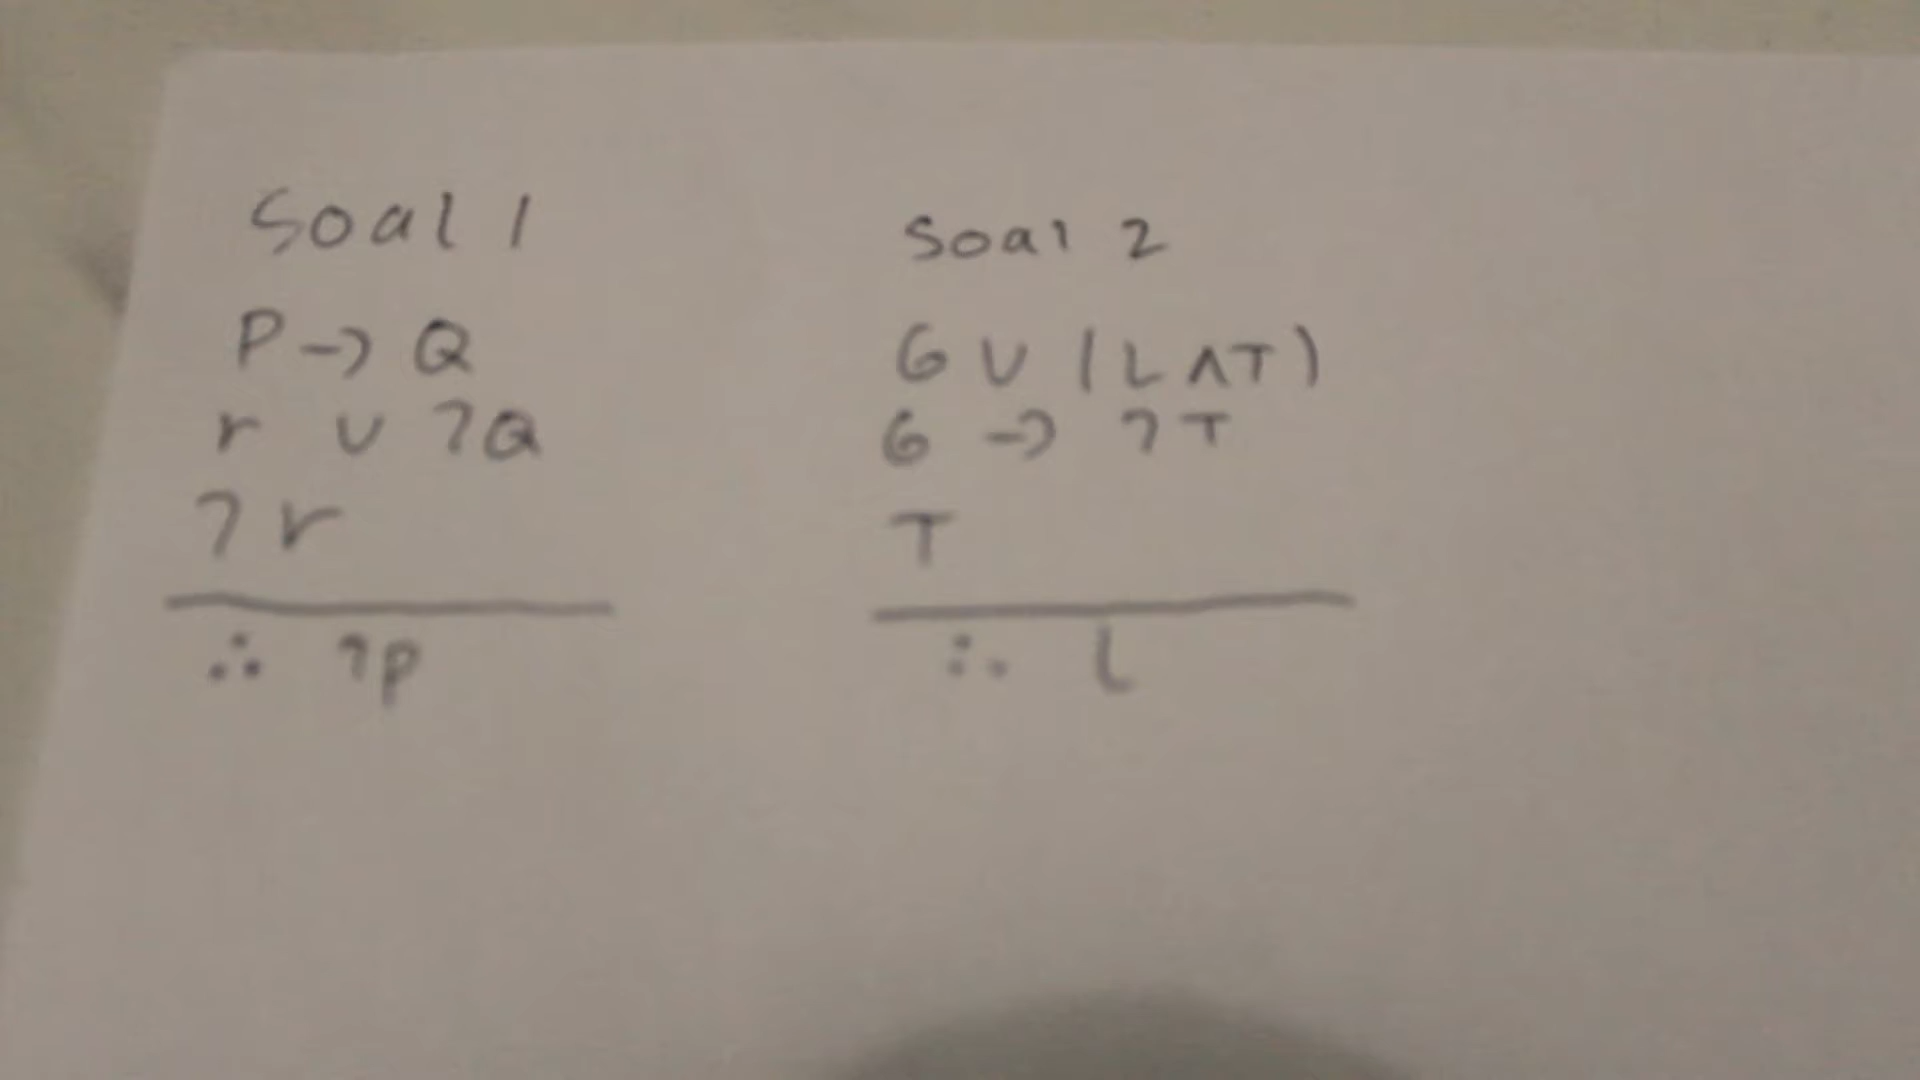 Soal 1
P → Q
r ∨ ¬Q
¬r
∴ ¬p
Soal 2
G ∨ (L ∧ T)
G → ¬T
T
∴ L